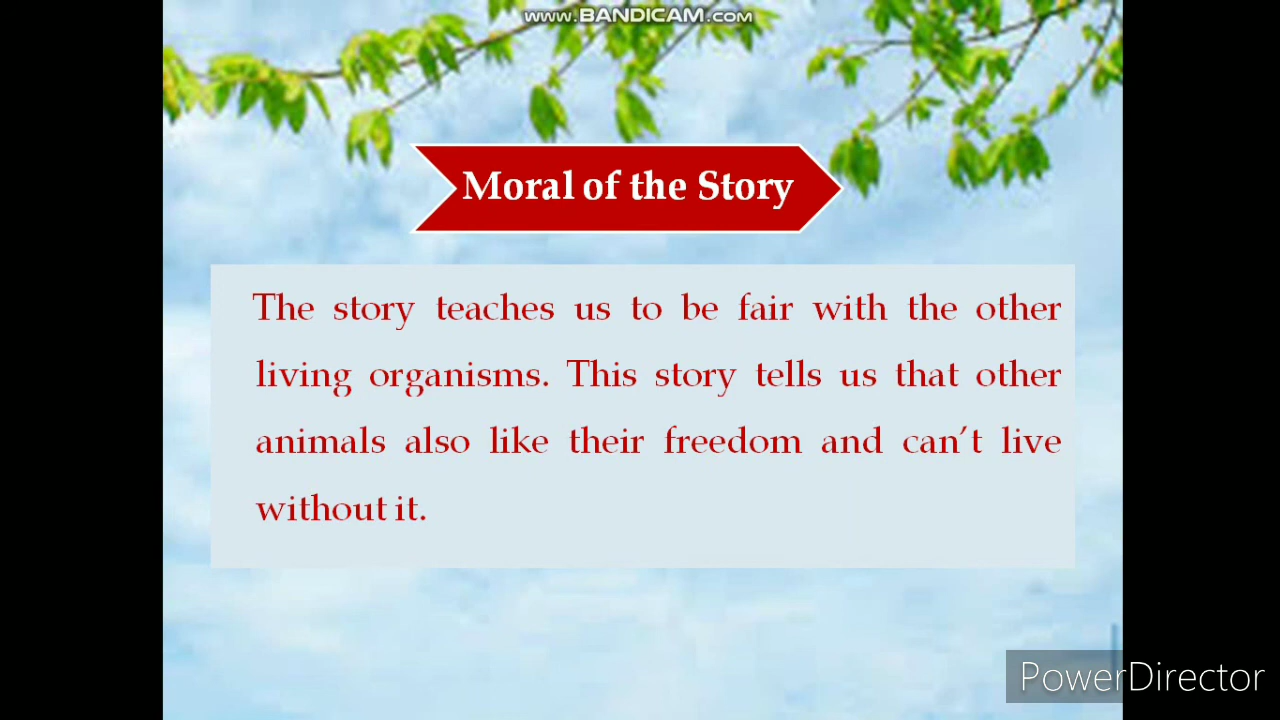 www.BANDICAM.com
Moral of the Story
The story teaches us to be fair with the other
living organisms. This story tells us that other
animals also like their freedom and can’t live
without it.
PowerDirector